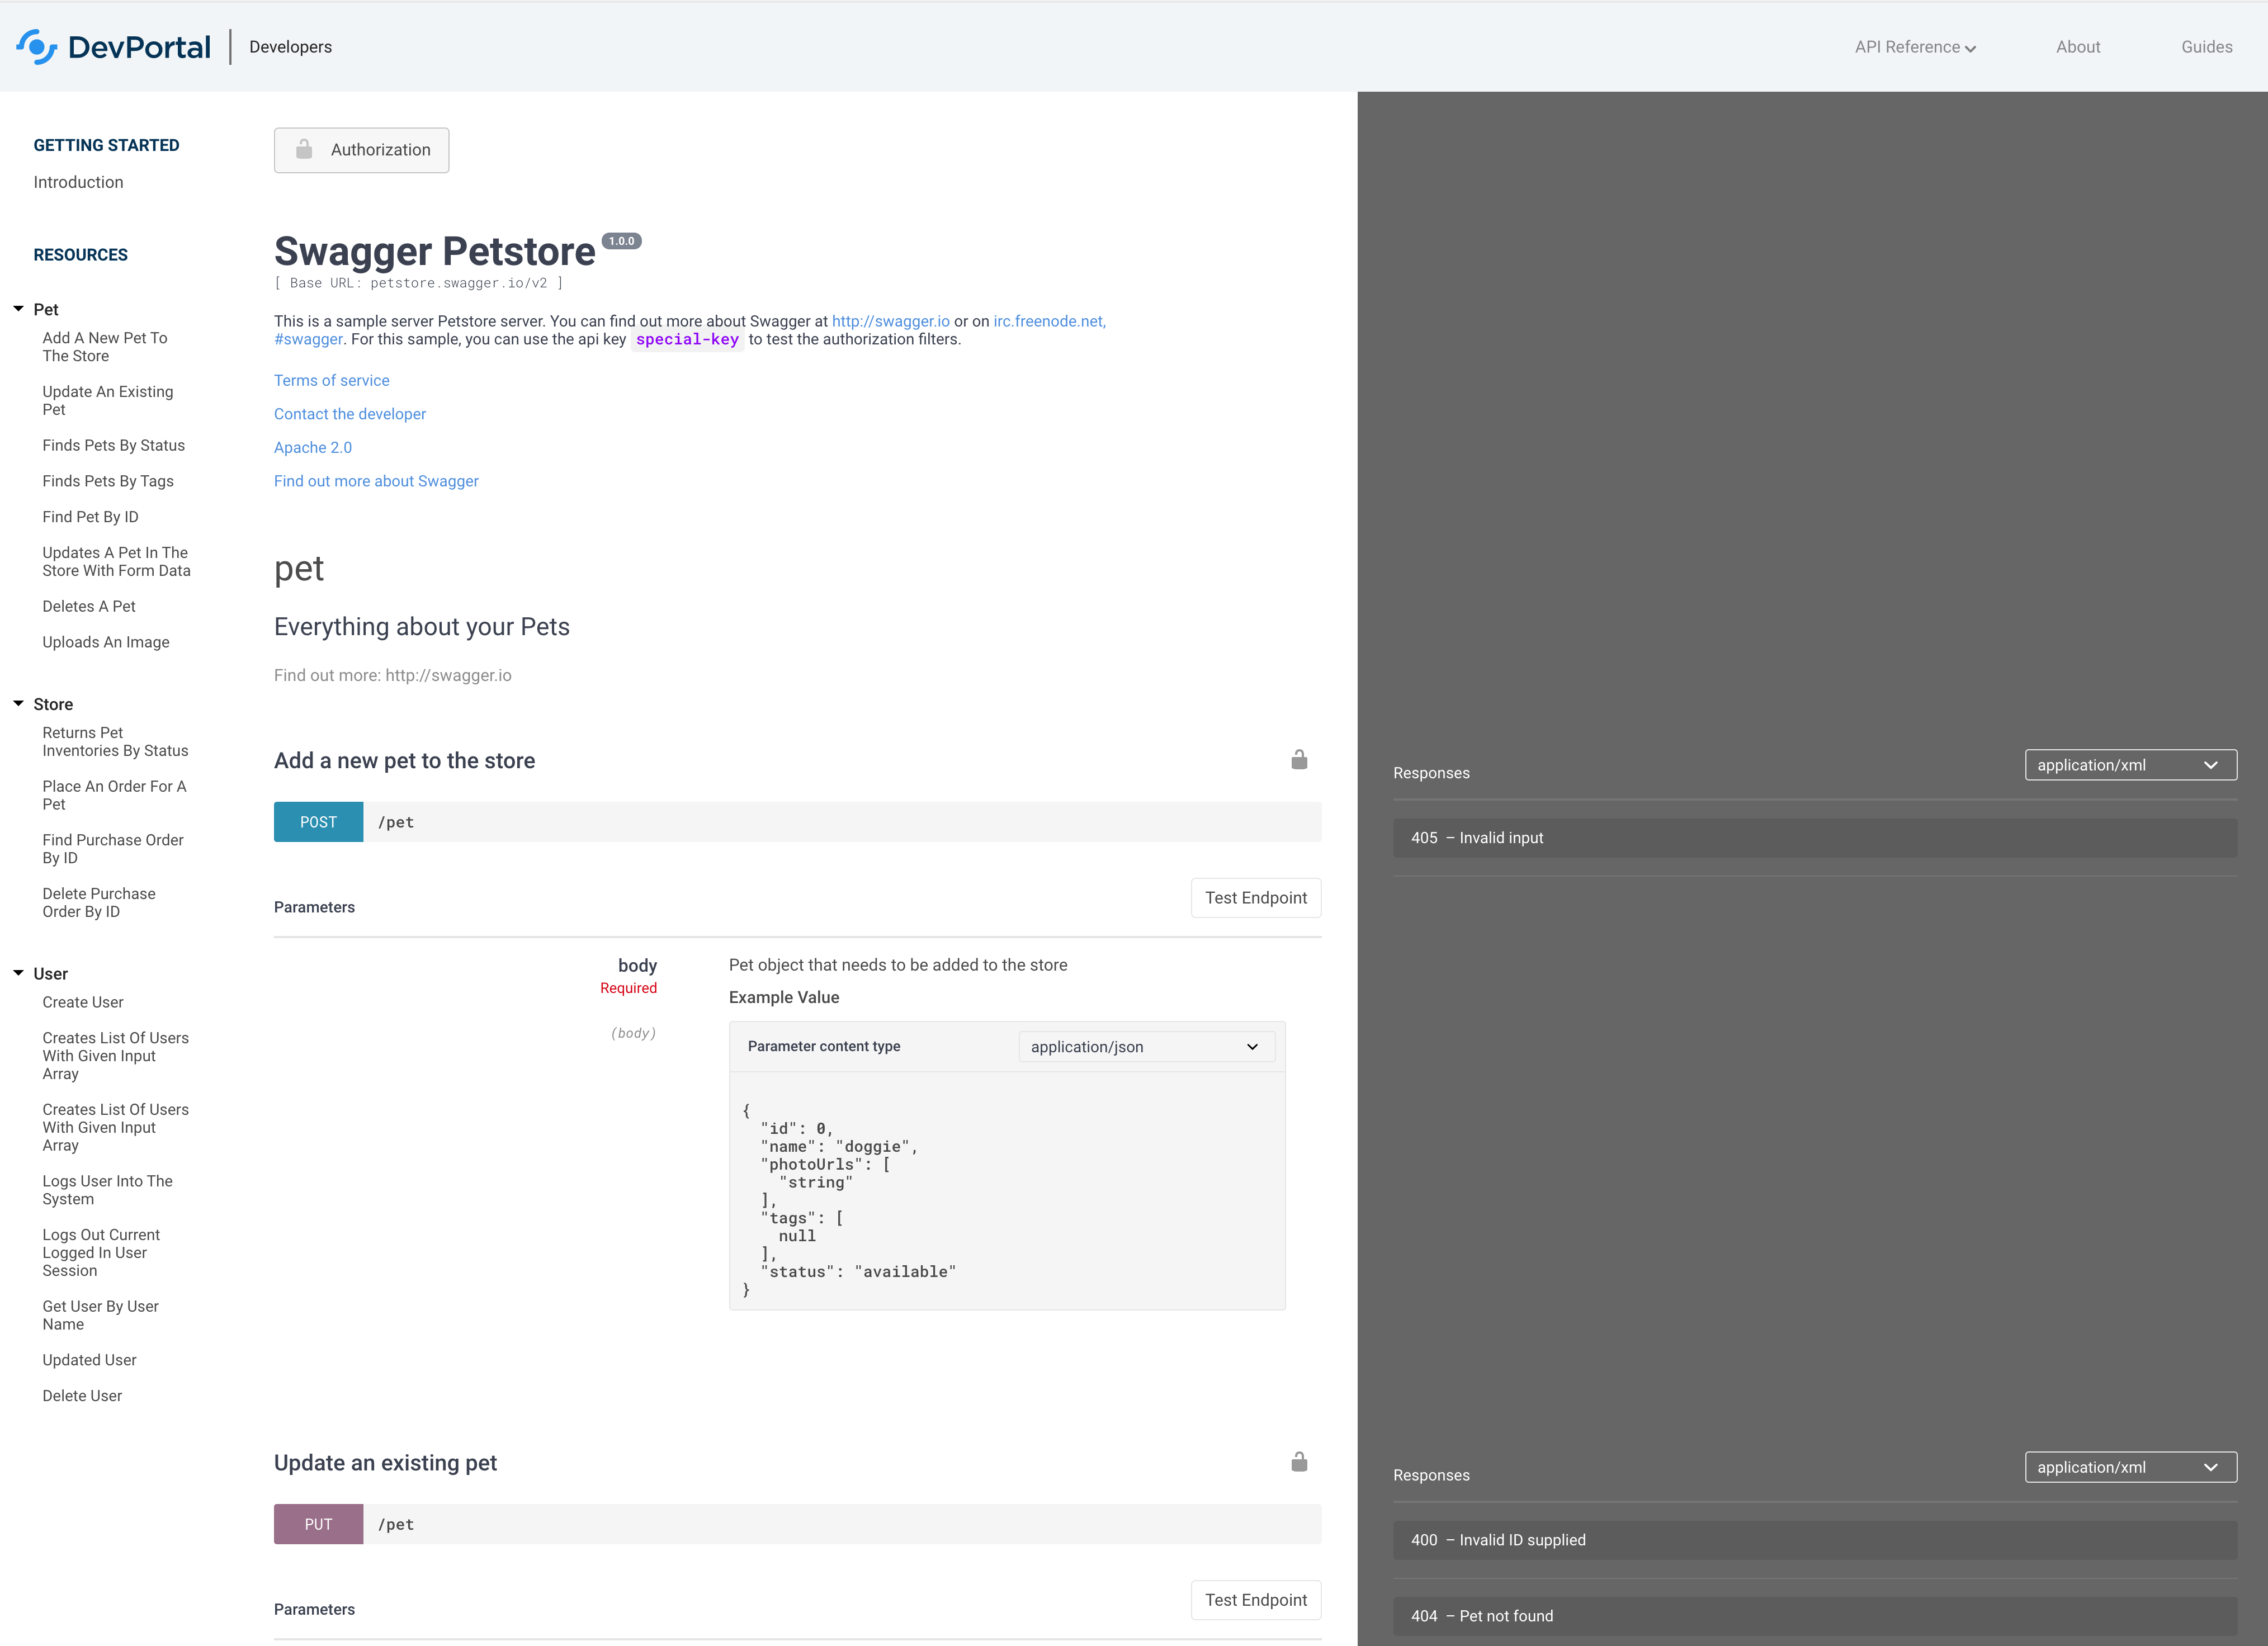 DevPortal | Developers
API Reference
About
Guides
GETTING STARTED
Introduction
RESOURCES
Pet
Add A New Pet To
The Store
Update An Existing
Pet
Finds Pets By Status
Finds Pets By Tags
Find Pet By ID
Updates A Pet In The
Store With Form Data
Deletes A Pet
Uploads An Image
Store
Returns Pet
Inventories By Status
Place An Order For A
Pet
Find Purchase Order
By ID
Delete Purchase
Order By ID
User
Create User
Creates List Of Users
With Given Input
Array
Creates List Of Users
With Given Input
Array
Logs User Into The
System
Logs Out Current
Logged In User
Session
Get User By User
Name
Updated User
Delete User
Authorization
Swagger Petstore 1.0.0
[ Base URL: petstore.swagger.io/v2 ]
This is a sample server Petstore server. You can find out more about Swagger at http://swagger.io or on irc.freenode.net,
#swagger. For this sample, you can use the api key special-key to test the authorization filters.
Terms of service
Contact the developer
Apache 2.0
Find out more about Swagger
pet
Everything about your Pets
Find out more: http://swagger.io
Add a new pet to the store
POST /pet
Parameters
Test Endpoint
body
Required
(body)
Pet object that needs to be added to the store
Example Value
Parameter content type
application/json
{
  "id": 0,
  "name": "doggie",
  "photoUrls": [
    "string"
  ],
  "tags": [
    null
  ],
  "status": "available"
}
Responses
application/xml
405 – Invalid input
Update an existing pet
PUT /pet
Parameters
Test Endpoint
Responses
application/xml
400 – Invalid ID supplied
404 – Pet not found